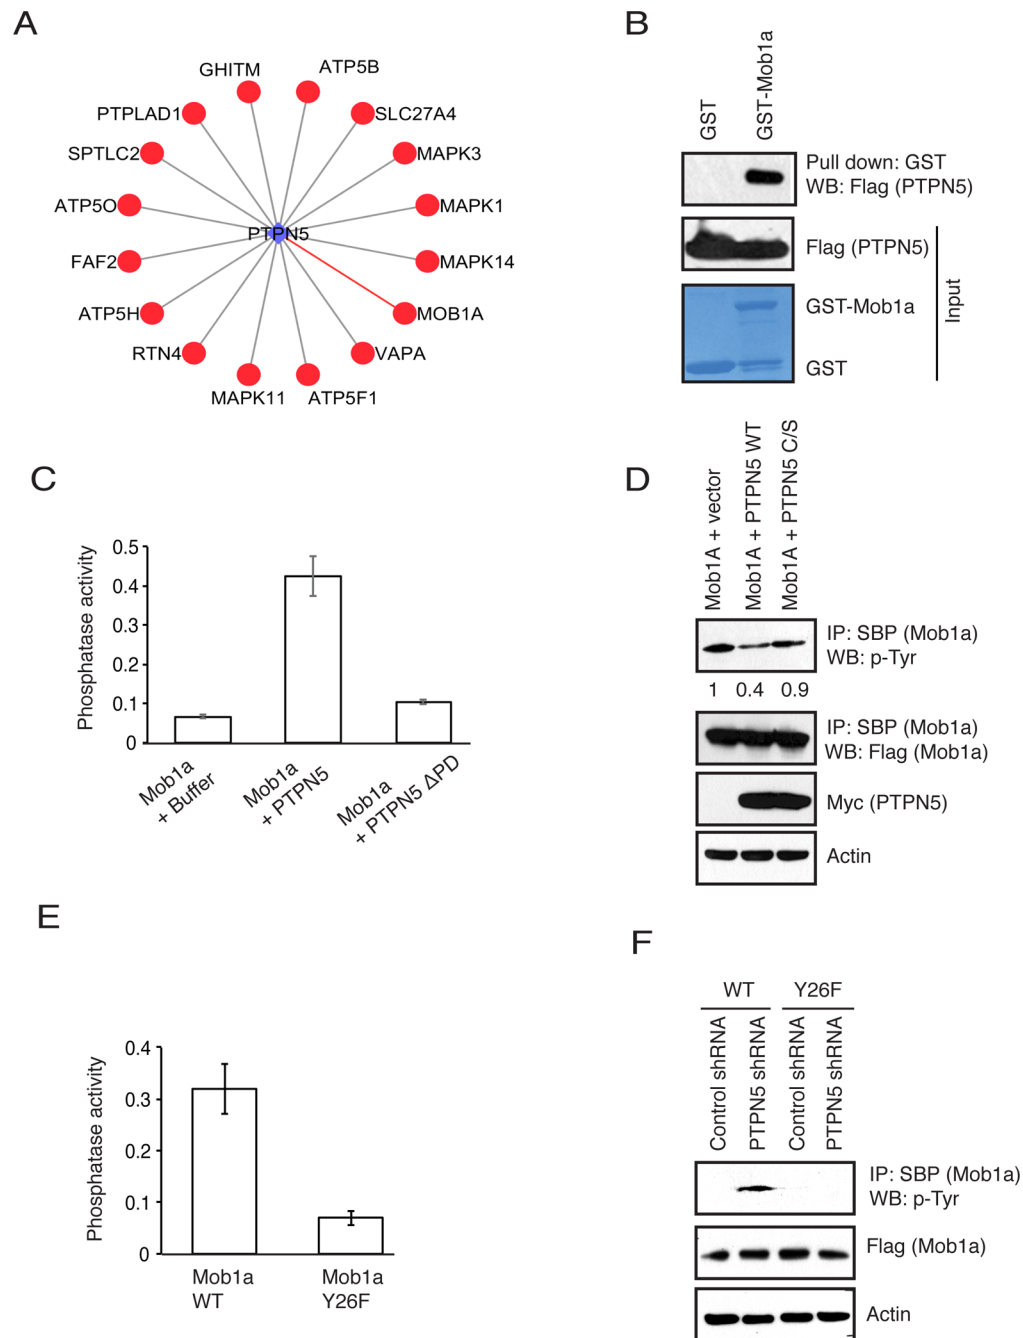 A
GHITM
ATP5B
PTPLAD1
SLC27A4
SPTLC2
MAPK3
ATP5O
MAPK1
PTPN5
FAF2
MAPK14
ATP5H
MOB1A
RTN4
VAPA
MAPK11
ATP5F1
B
GST
GST-Mob1a
Pull down: GST
WB: Flag (PTPN5)
Flag (PTPN5)
GST-Mob1a
GST
Input
C
Phosphatase activity
0.5
0.4
0.3
0.2
0.1
0
Mob1a
+ Buffer
Mob1a
+ PTPN5
Mob1a
+ PTPN5 ΔPD
D
Mob1A + vector
Mob1A + PTPN5 WT
Mob1A + PTPN5 C/S
IP: SBP (Mob1a)
WB: p-Tyr
1 0.4 0.9
IP: SBP (Mob1a)
WB: Flag (Mob1a)
Myc (PTPN5)
Actin
E
Phosphatase activity
0.4
0.3
0.2
0.1
0
Mob1a
WT
Mob1a
Y26F
F
WT Y26F
Control shRNA
PTPN5 shRNA
Control shRNA
PTPN5 shRNA
IP: SBP (Mob1a)
WB: p-Tyr
Flag (Mob1a)
Actin